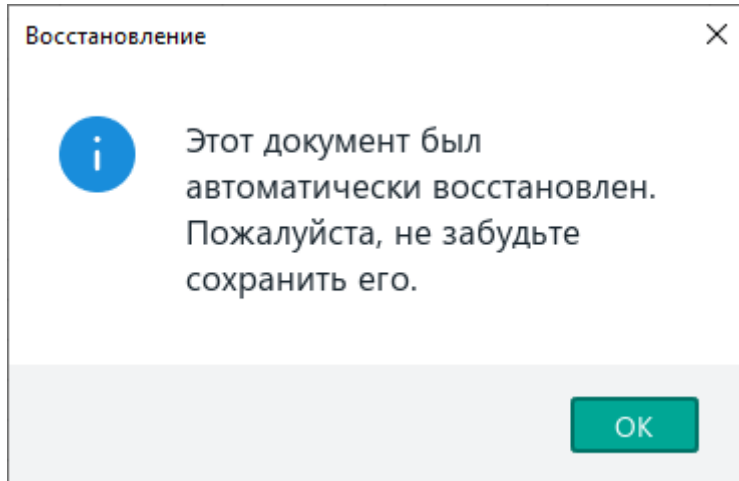 Восстановление
Этот документ был
автоматически восстановлен.
Пожалуйста, не забудьте
сохранить его.
OK